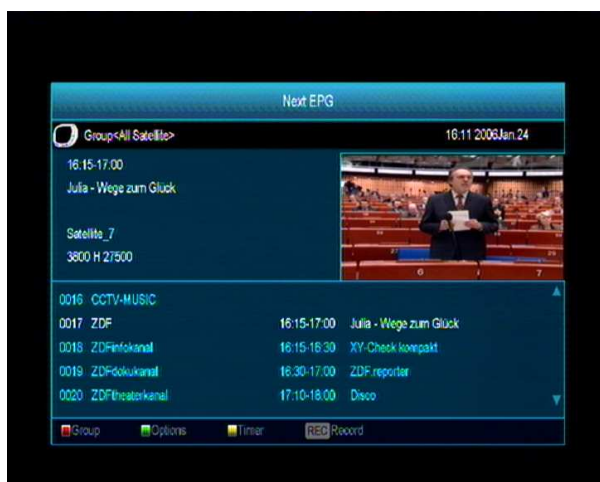 Next EPG
Group<All Satellite> 16:11 2006Jan.24
16:15-17:00
Julia - Wege zum Glück
Satellite_7
3800 H 27500
6 7
0016 CCTV-MUSIC
0017 ZDF 16:15-17:00 Julia - Wege zum Glück
0018 ZDFinfokanal 16:15-16:30 XY-Check kompakt
0019 ZDFdokukanal 16:30-17:00 ZDF.reporter
0020 ZDFtheaterkanal 17:10-18:00 Disco
Group Options Timer REC Record